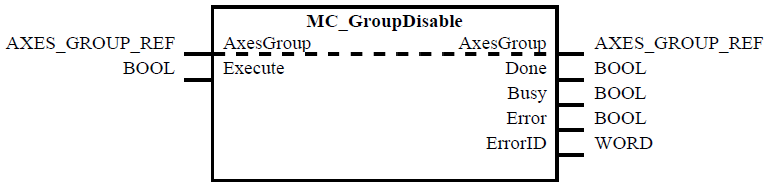 MC_GroupDisable
AXES_GROUP_REF AxesGroup AxesGroup AXES_GROUP_REF
BOOL Execute Done BOOL
Busy BOOL
Error BOOL
ErrorID WORD